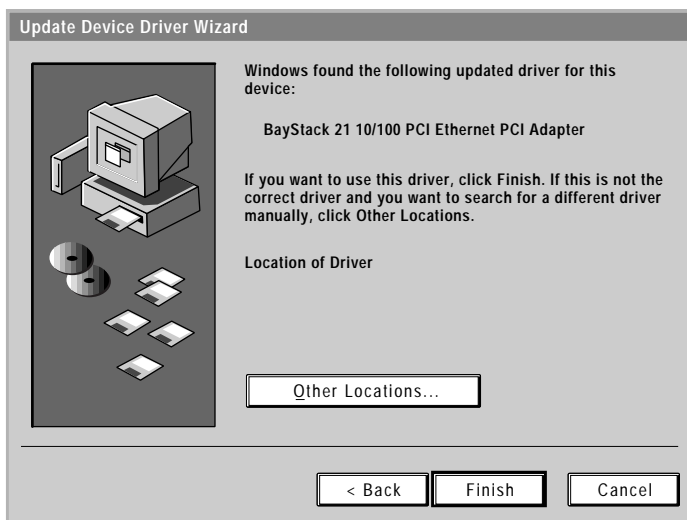 Update Device Driver Wizard
Windows found the following updated driver for this
device:
BayStack 21 10/100 PCI Ethernet PCI Adapter
If you want to use this driver, click Finish. If this is not the
correct driver and you want to search for a different driver
manually, click Other Locations.
Location of Driver
Other Locations...
< Back
Finish
Cancel